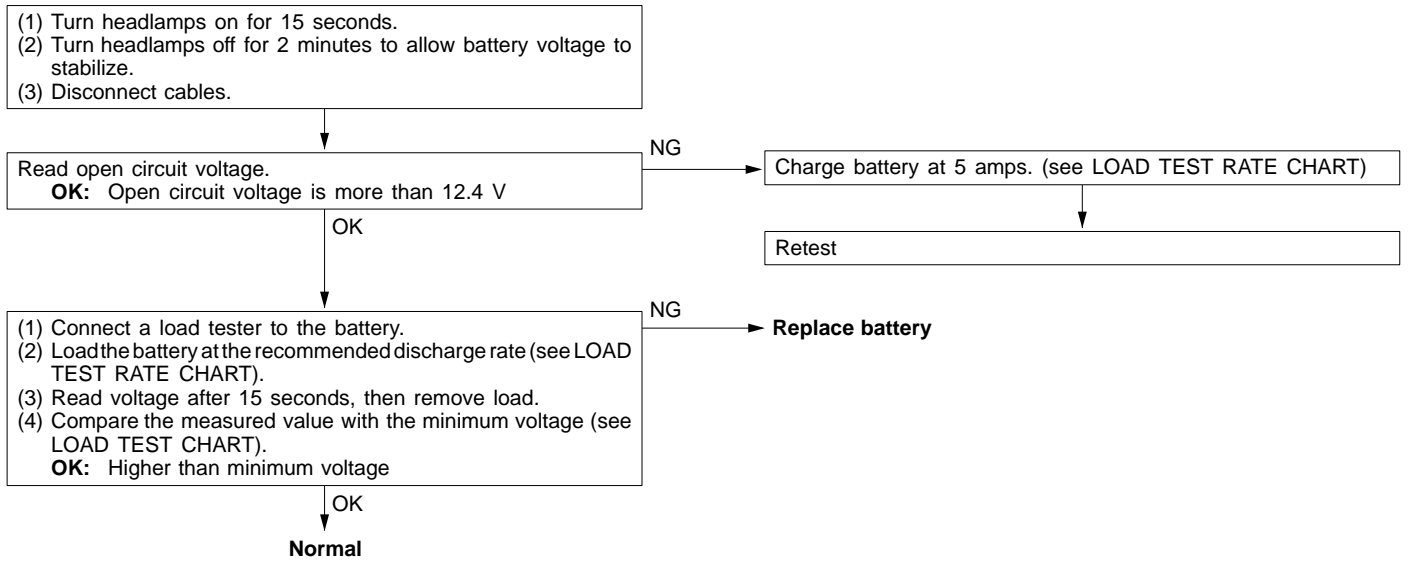 (1) Turn headlamps on for 15 seconds.
(2) Turn headlamps off for 2 minutes to allow battery voltage to
stabilize.
(3) Disconnect cables.
Read open circuit voltage.
OK: Open circuit voltage is more than 12.4 V
NG
Charge battery at 5 amps. (see LOAD TEST RATE CHART)
Retest
OK
(1) Connect a load tester to the battery.
(2) Load the battery at the recommended discharge rate (see LOAD
TEST RATE CHART).
(3) Read voltage after 15 seconds, then remove load.
(4) Compare the measured value with the minimum voltage (see
LOAD TEST CHART).
OK: Higher than minimum voltage
NG
Replace battery
OK
Normal